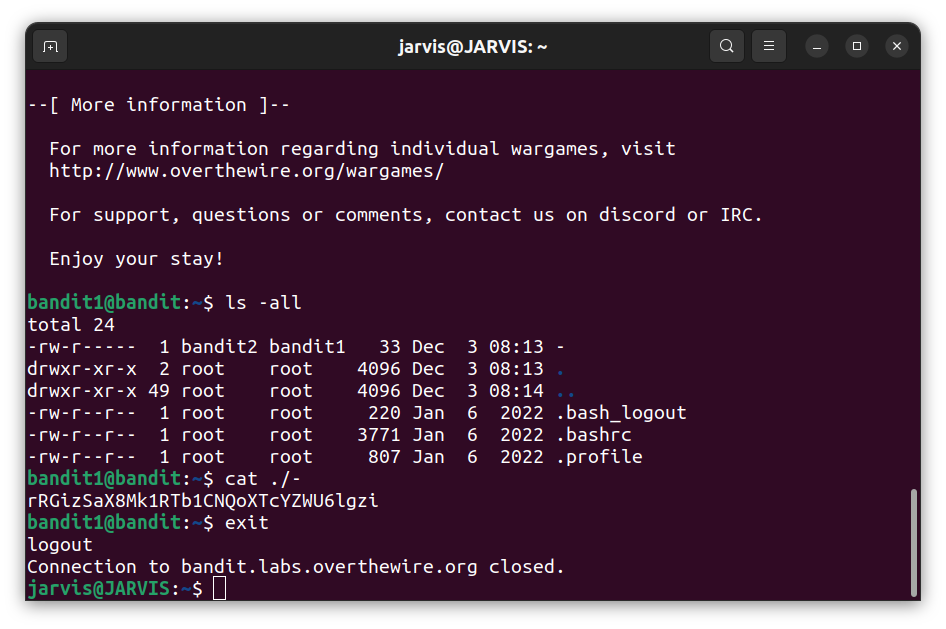 jarvis@JARVIS: ~
--[ More information ]--
For more information regarding individual wargames, visit
http://www.overthewire.org/wargames/
For support, questions or comments, contact us on discord or IRC.
Enjoy your stay!
bandit1@bandit:~$ ls -all
total 24
-rw-r-----  1 bandit2 bandit1   33 Dec  3 08:13 -
drwxr-xr-x  2 root    root    4096 Dec  3 08:13 .
drwxr-xr-x 49 root    root    4096 Dec  3 08:14 ..
-rw-r--r--  1 root    root     220 Jan  6  2022 .bash_logout
-rw-r--r--  1 root    root    3771 Jan  6  2022 .bashrc
-rw-r--r--  1 root    root     807 Jan  6  2022 .profile
bandit1@bandit:~$ cat ./-
rRGizSaX8Mk1RTb1CNQoXTcYZWU6lgzi
bandit1@bandit:~$ exit
logout
Connection to bandit.labs.overthewire.org closed.
jarvis@JARVIS:~$